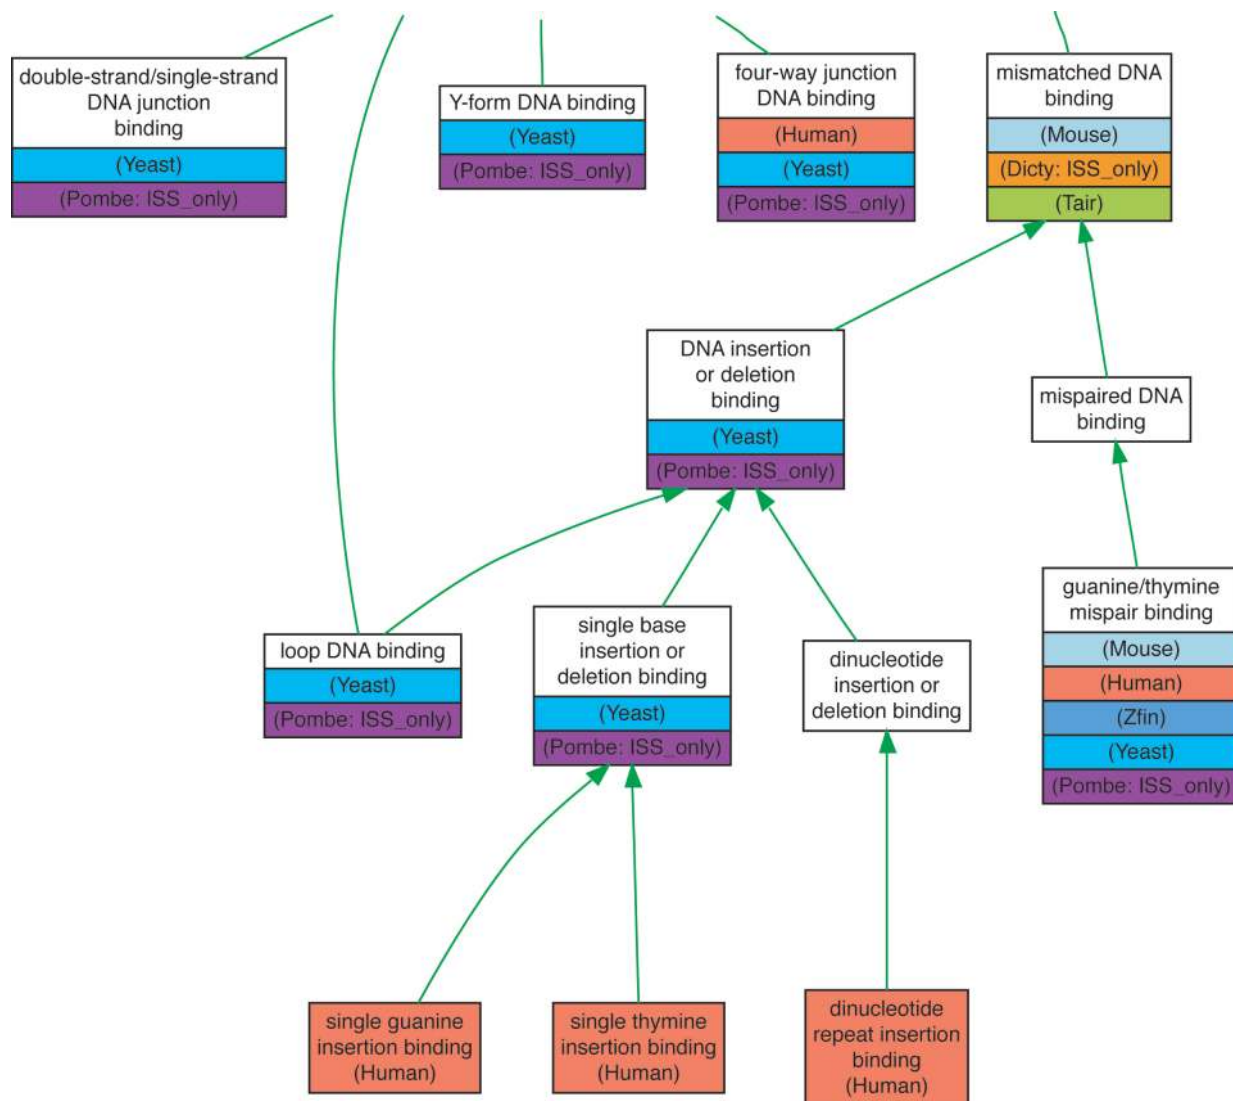 double-strand/single-strand
DNA junction
binding
(Yeast)
(Pombe: ISS_only)
Y-form DNA binding
(Yeast)
(Pombe: ISS_only)
four-way junction
DNA binding
(Human)
(Yeast)
(Pombe: ISS_only)
mismatched DNA
binding
(Mouse)
(Dicty: ISS_only)
(Tair)
DNA insertion
or deletion
binding
(Yeast)
(Pombe: ISS_only)
mispaired DNA
binding
loop DNA binding
(Yeast)
(Pombe: ISS_only)
single base
insertion or
deletion binding
(Yeast)
(Pombe: ISS_only)
dinucleotide
insertion or
deletion binding
guanine/thymine
mispair binding
(Mouse)
(Human)
(Zfin)
(Yeast)
(Pombe: ISS_only)
single guanine
insertion binding
(Human)
single thymine
insertion binding
(Human)
dinucleotide
repeat insertion
binding
(Human)